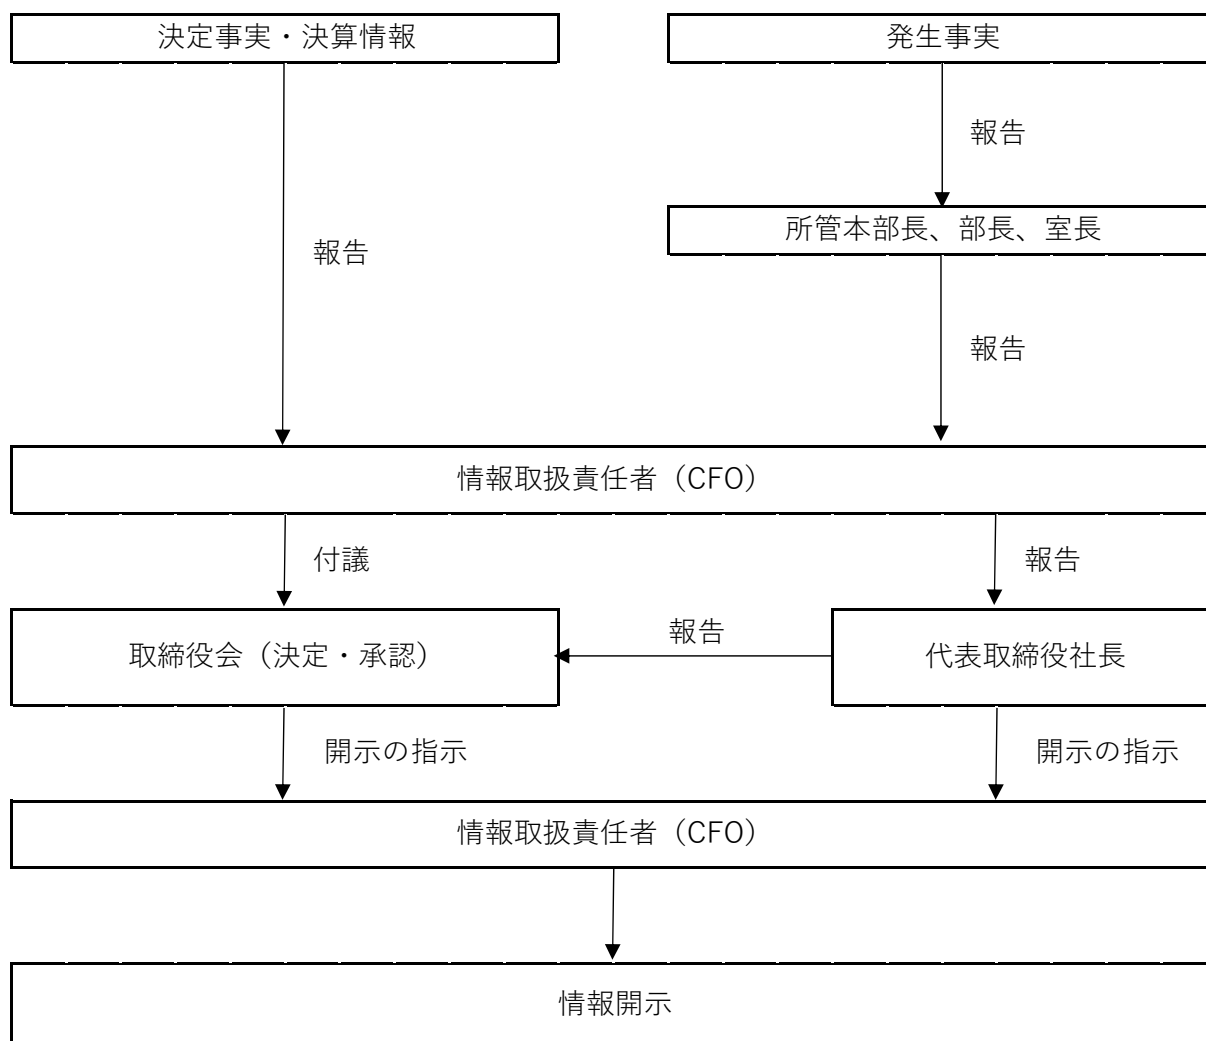 決定事実・決算情報
発生事実
報告
所管本部長、部長、室長
報告
報告
情報取扱責任者（CFO）
付議
報告
取締役会（決定・承認）
報告
代表取締役社長
開示の指示
開示の指示
情報取扱責任者（CFO）
情報開示